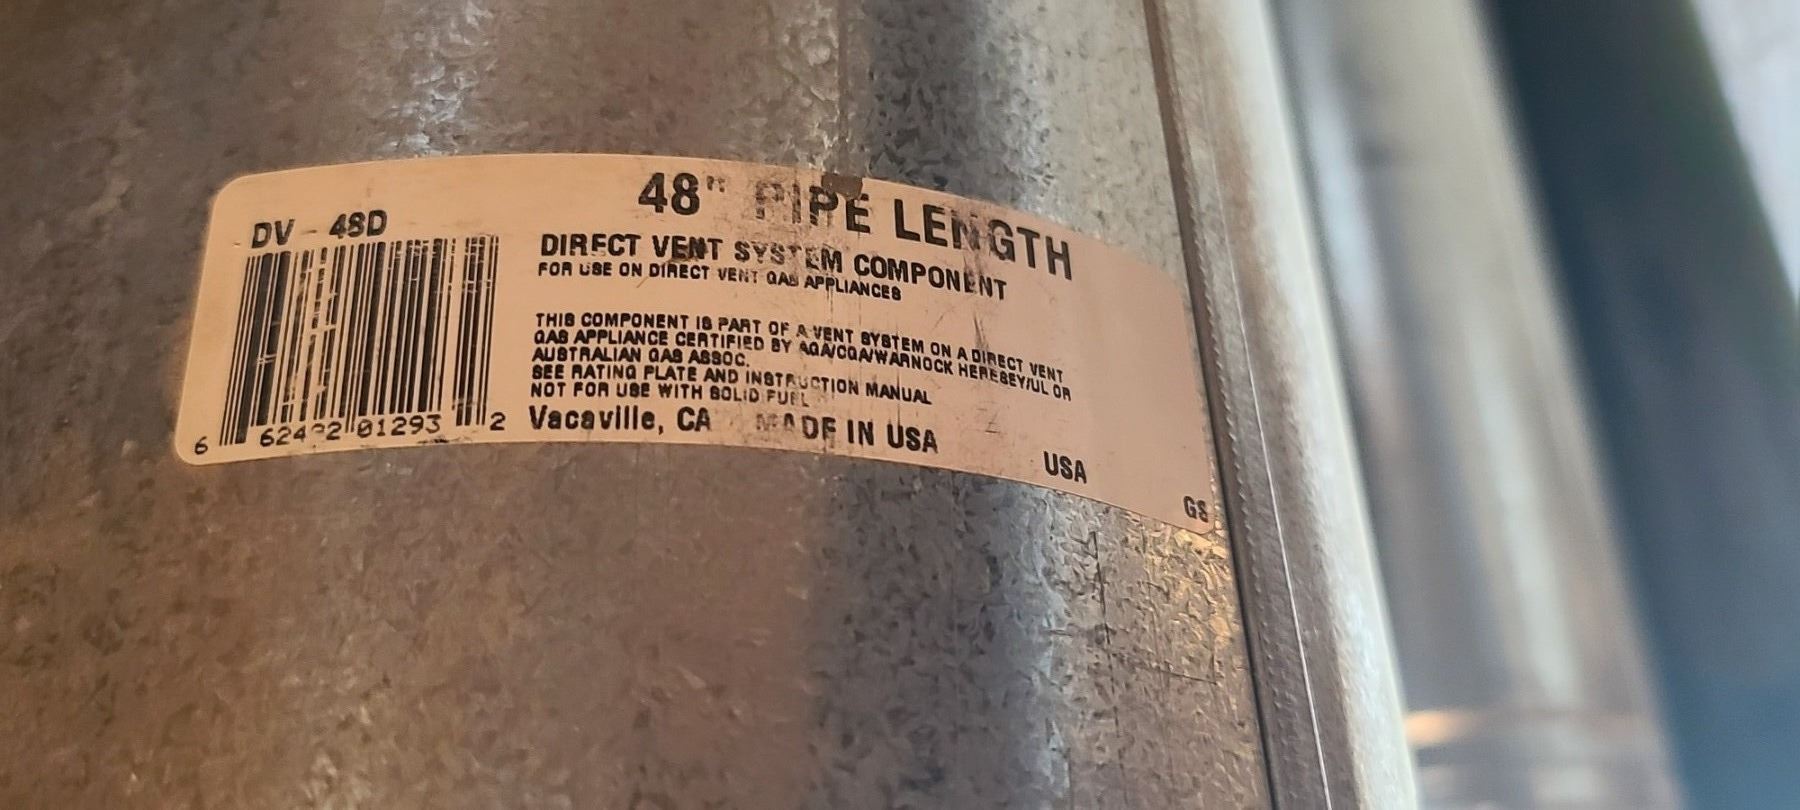 48" PIPE LENGTH
DV - 48D
DIRECT VENT SYSTEM COMPONENT
FOR USE ON DIRECT VENT GAS APPLIANCES
THIS COMPONENT IS PART OF A VENT SYSTEM ON A DIRECT VENT
GAS APPLIANCE CERTIFIED BY AGA/CGA/WARNOCK HERESEY/UL OR
AUSTRALIAN GAS ASSOC.
SEE RATING PLATE AND INSTRUCTION MANUAL
NOT FOR USE WITH SOLID FUEL
6 62492 01293 2
Vacaville, CA MADE IN USA
USA
GS